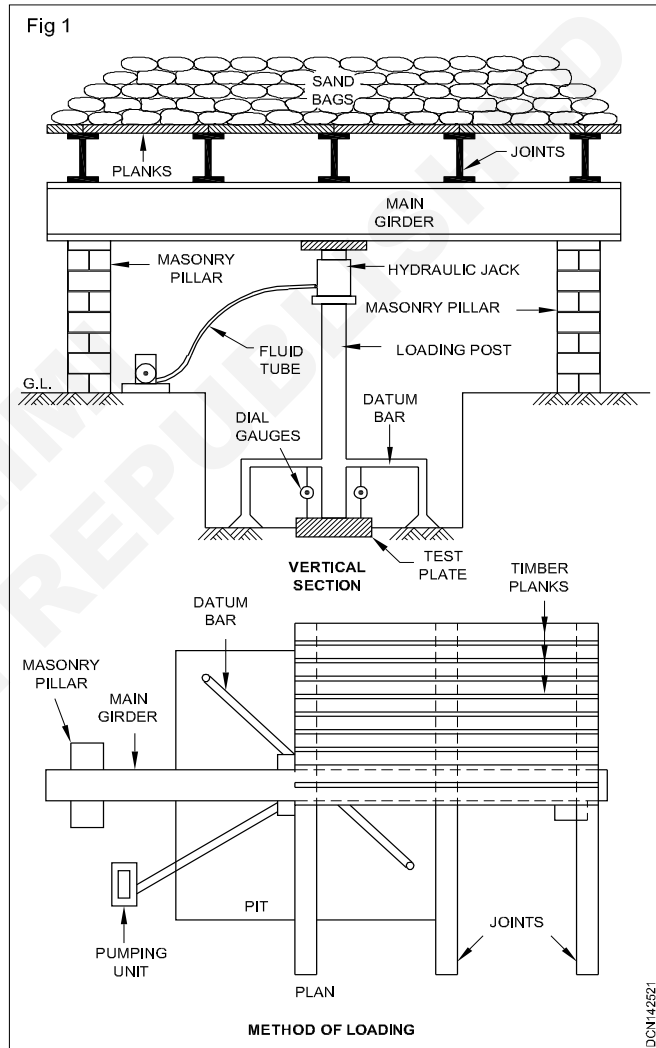 Fig 1
SAND
BAGS
PLANKS
JOINTS
MAIN
GIRDER
MASONRY
PILLAR
HYDRAULIC JACK
MASONRY PILLAR
FLUID
TUBE
LOADING POST
G.L.
DIAL
GAUGES
DATUM
BAR
TEST
PLATE
VERTICAL
SECTION
TIMBER
PLANKS
DATUM
BAR
MASONRY
PILLAR
MAIN
GIRDER
PIT
JOINTS
PUMPING
UNIT
PLAN
METHOD OF LOADING
DCN142521